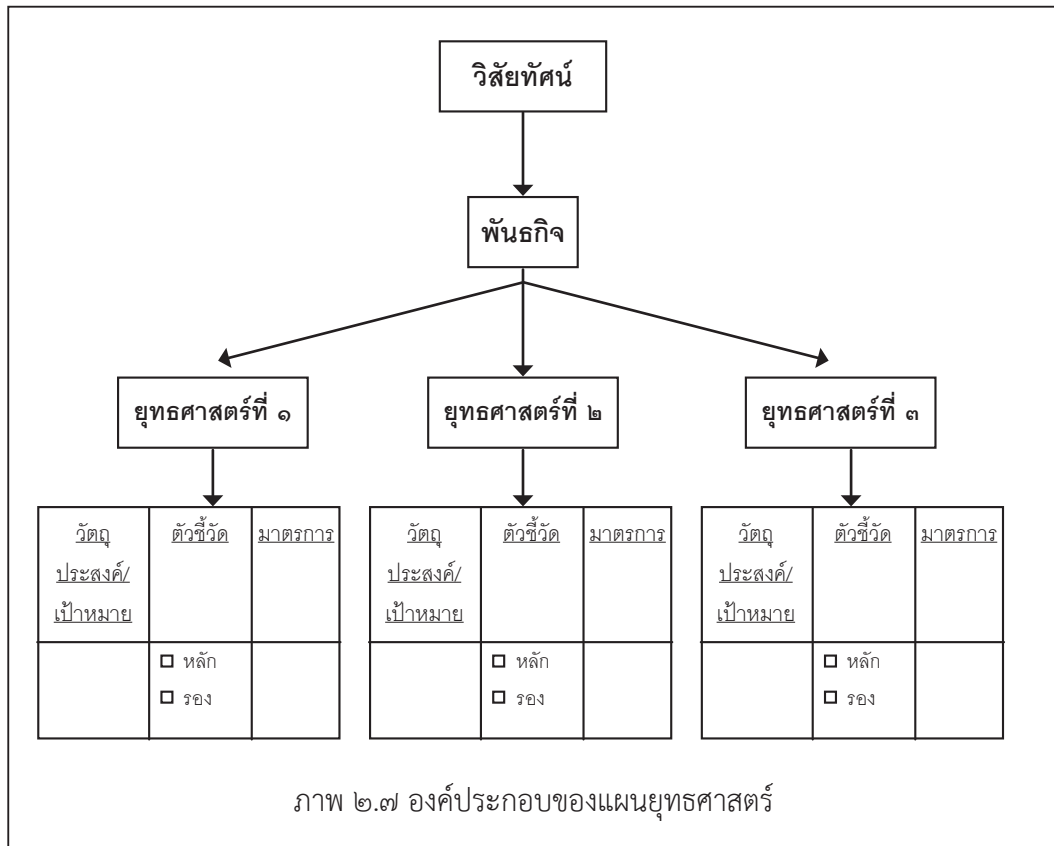 วิสัยทัศน์
พันธกิจ
ยุทธศาสตร์ที่ ๑
ยุทธศาสตร์ที่ ๒
ยุทธศาสตร์ที่ ๓
วัตถุ
ประสงค์/
เป้าหมาย
ตัวชี้วัด
มาตรการ
หลัก
รอง
วัตถุ
ประสงค์/
เป้าหมาย
ตัวชี้วัด
มาตรการ
หลัก
รอง
วัตถุ
ประสงค์/
เป้าหมาย
ตัวชี้วัด
มาตรการ
หลัก
รอง
ภาพ ๒.๗ องค์ประกอบของแผนยุทธศาสตร์